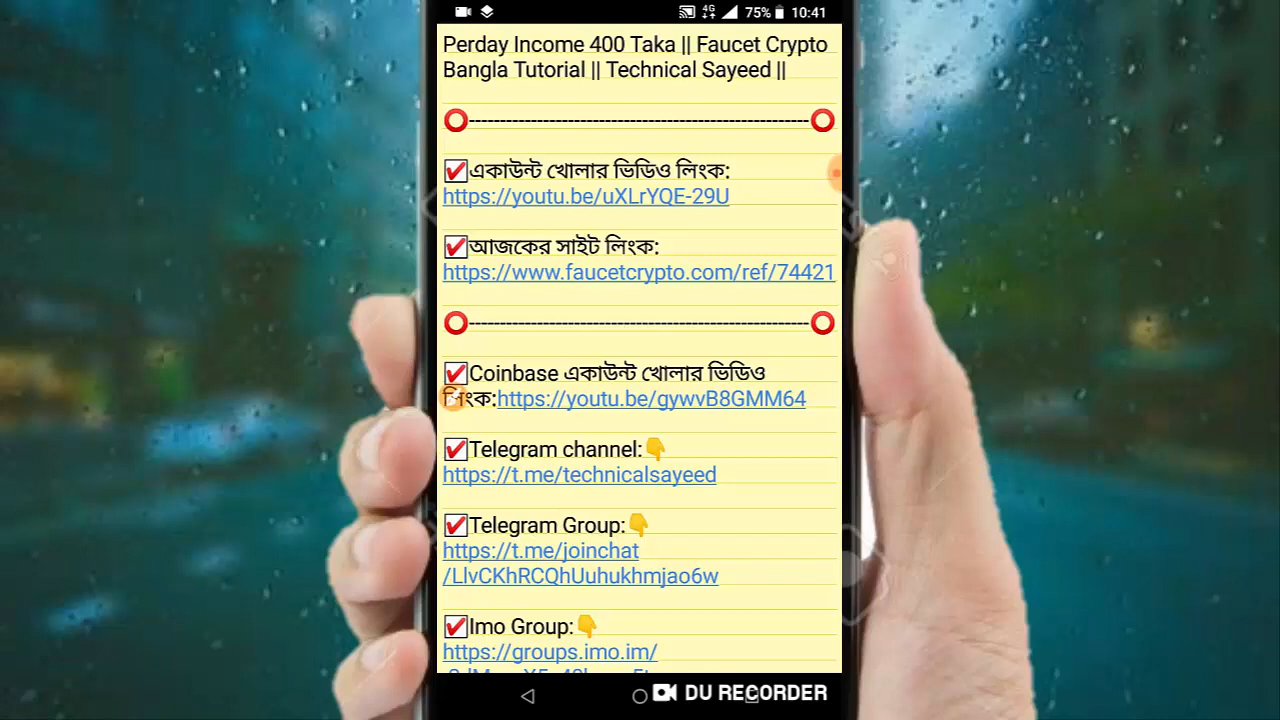 75% 10:41
Perday Income 400 Taka || Faucet Crypto
Bangla Tutorial || Technical Sayeed ||
⭕------------------------------------------------------⭕
✔একাউন্ট খোলার ভিডিও লিংক:
https://youtu.be/uXLrYQE-29U
✔আজকের সাইট লিংক:
https://www.faucetcrypto.com/ref/74421
⭕------------------------------------------------------⭕
✔Coinbase একাউন্ট খোলার ভিডিও
লিংক:https://youtu.be/gywvB8GMM64
✔Telegram channel:👇
https://t.me/technicalsayeed
✔Telegram Group:👇
https://t.me/joinchat
/LlvCKhRCQhUuhukhmjao6w
✔Imo Group:👇
https://groups.imo.im/
DU RECORDER